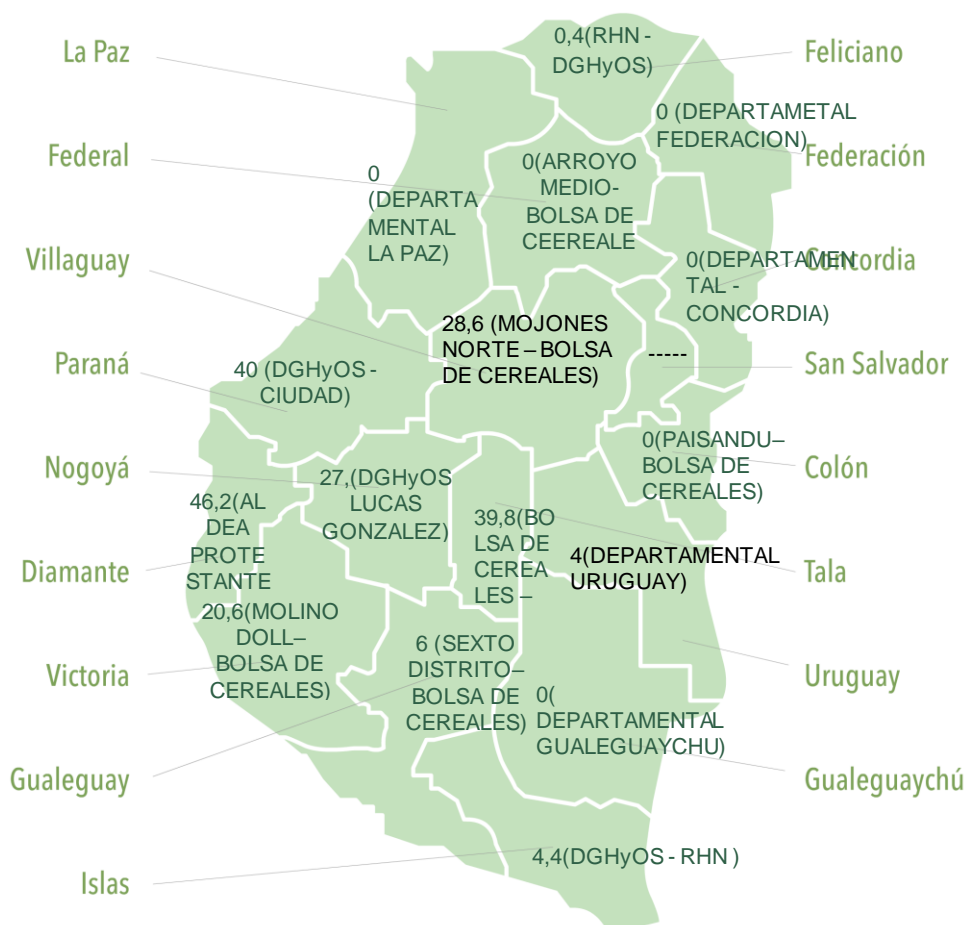 La Paz
0,4(RHN -
DGHyOS)
Feliciano
0 (DEPARTAMETAL
FEDERACION)
Federal
Federación
0
(DEPARTA
MENTAL
LA PAZ)
0(ARROYO
MEDIO-
BOLSA DE
CEEREALE
Villaguay
0(DEPARTAMEN
TAL -
CONCORDIA)
Concordia
28,6 (MOJONES
NORTE – BOLSA
DE CEREALES)
-----
Paraná
40 (DGHyOS -
CIUDAD)
San Salvador
Nogoyá
27,(DGHyOS
LUCAS
GONZALEZ)
0(PAISANDU–
BOLSA DE
CEREALES)
Colón
46,2(AL
DEA
PROTE
STANTE
39,8(BO
LSA DE
CEREA
LES –
4(DEPARTAMENTAL
URUGUAY)
Diamante
Tala
20,6(MOLINO
DOLL–
BOLSA DE
CEREALES)
Victoria
6 (SEXTO
DISTRITO–
BOLSA DE
CEREALES)
Uruguay
0(
DEPARTAMENTAL
GUALEGUAYCHU)
Gualeguay
Gualeguaychú
4,4(DGHyOS - RHN )
Islas